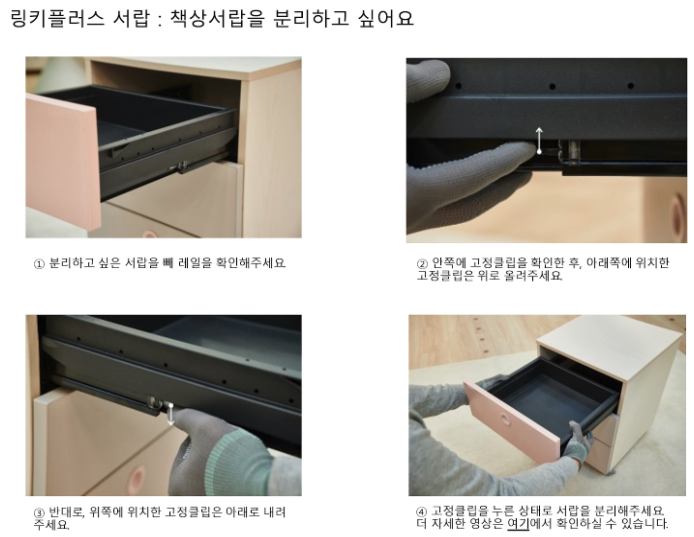 링키플러스 서랍 : 책상서랍을 분리하고 싶어요
① 분리하고 싶은 서랍을 빼 레일을 확인해주세요.
② 안쪽에 고정클립을 확인한 후, 아래쪽에 위치한
고정클립은 위로 올려주세요.
③ 반대로, 위쪽에 위치한 고정클립은 아래로 내려
주세요.
④ 고정클립을 누른 상태로 서랍을 분리해주세요.
더 자세한 영상은 여기에서 확인하실 수 있습니다.